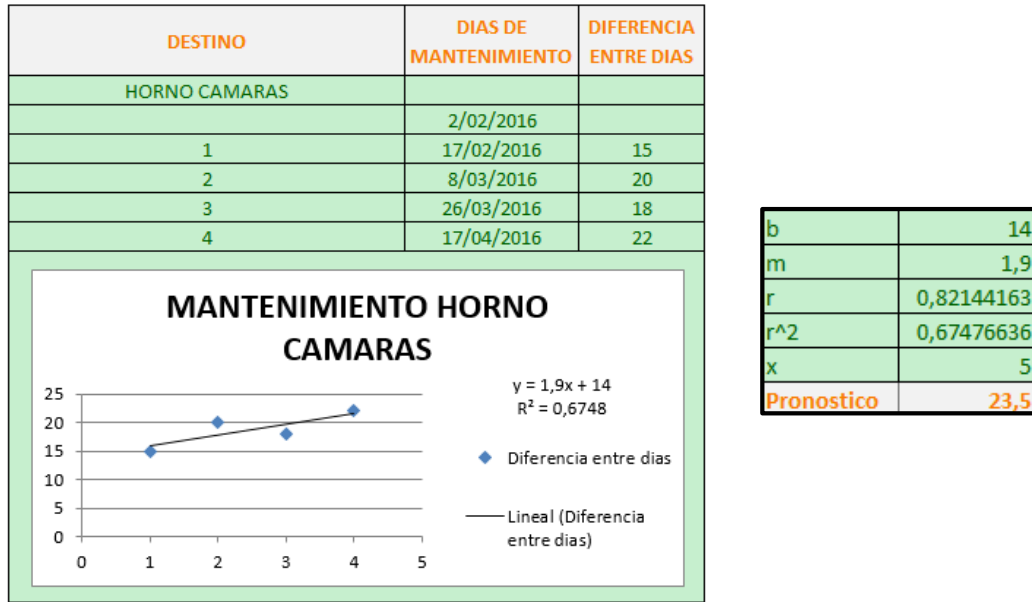 DESTINO DIAS DE MANTENIMIENTO DIFERENCIA ENTRE DIAS
HORNO CAMARAS
2/02/2016
1 17/02/2016 15
2 8/03/2016 20
3 26/03/2016 18
4 17/04/2016 22
MANTENIMIENTO HORNO
CAMARAS
25
20
15
10
5
0
0 1 2 3 4 5
y = 1,9x + 14
R² = 0,6748
Diferencia entre dias
Lineal (Diferencia
entre dias)
b 14
m 1,9
r 0,82144163
r^2 0,67476636
x 5
Pronostico 23,5